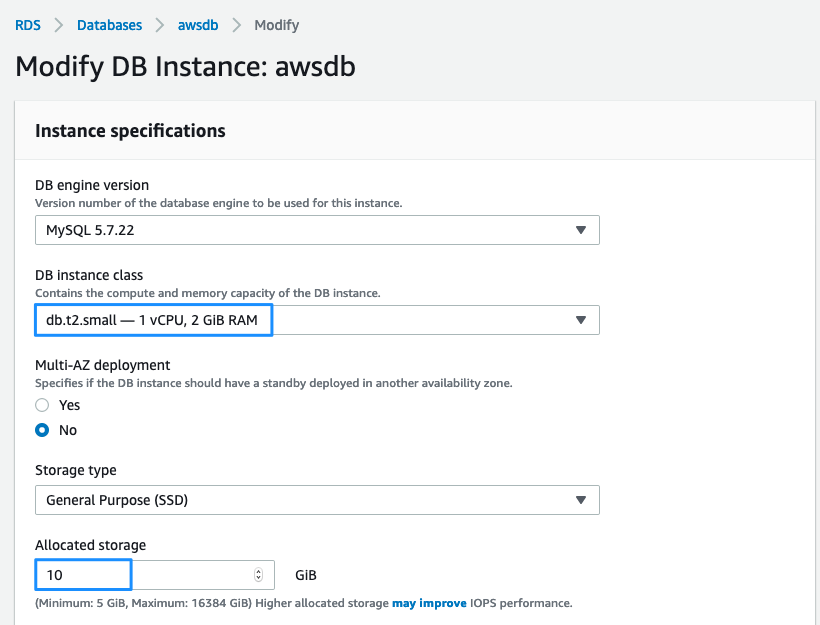 RDS > Databases > awsdb > Modify
Modify DB Instance: awsdb
Instance specifications
DB engine version
Version number of the database engine to be used for this instance.
MySQL 5.7.22
DB instance class
Contains the compute and memory capacity of the DB instance.
db.t2.small — 1 vCPU, 2 GiB RAM
Multi-AZ deployment
Specifies if the DB instance should have a standby deployed in another availability zone.
Yes
No
Storage type
General Purpose (SSD)
Allocated storage
10 GiB
(Minimum: 5 GiB, Maximum: 16384 GiB) Higher allocated storage may improve IOPS performance.